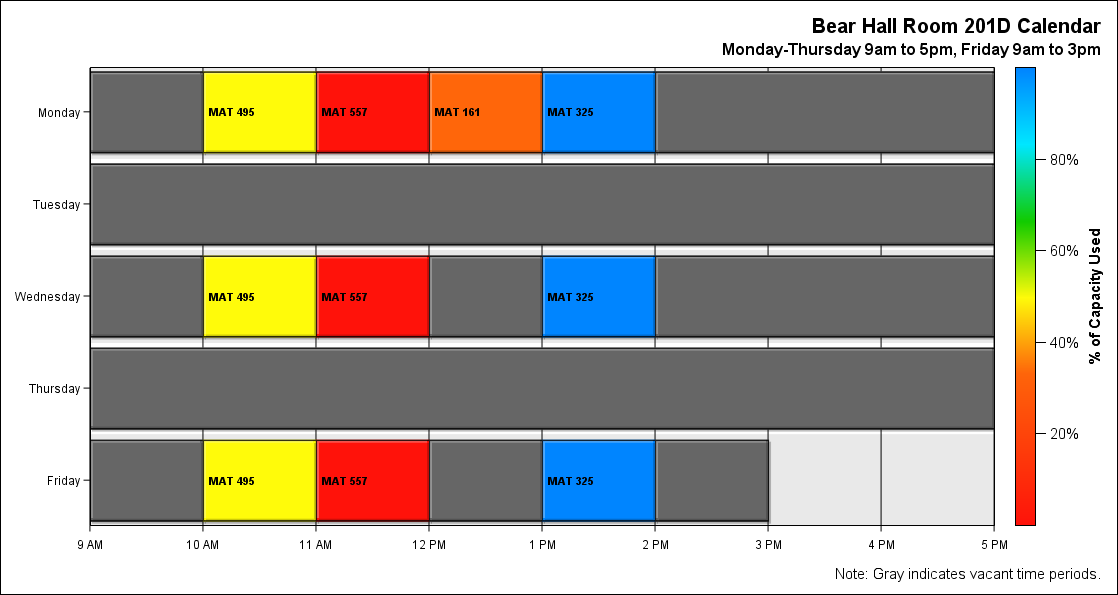 Bear Hall Room 201D Calendar
Monday-Thursday 9am to 5pm, Friday 9am to 3pm
Monday
MAT 495
MAT 557
MAT 161
MAT 325
Tuesday
Wednesday
MAT 495
MAT 557
MAT 325
Thursday
Friday
MAT 495
MAT 557
MAT 325
9 AM
10 AM
11 AM
12 PM
1 PM
2 PM
3 PM
4 PM
5 PM
80%
60%
40%
20%
% of Capacity Used
Note: Gray indicates vacant time periods.